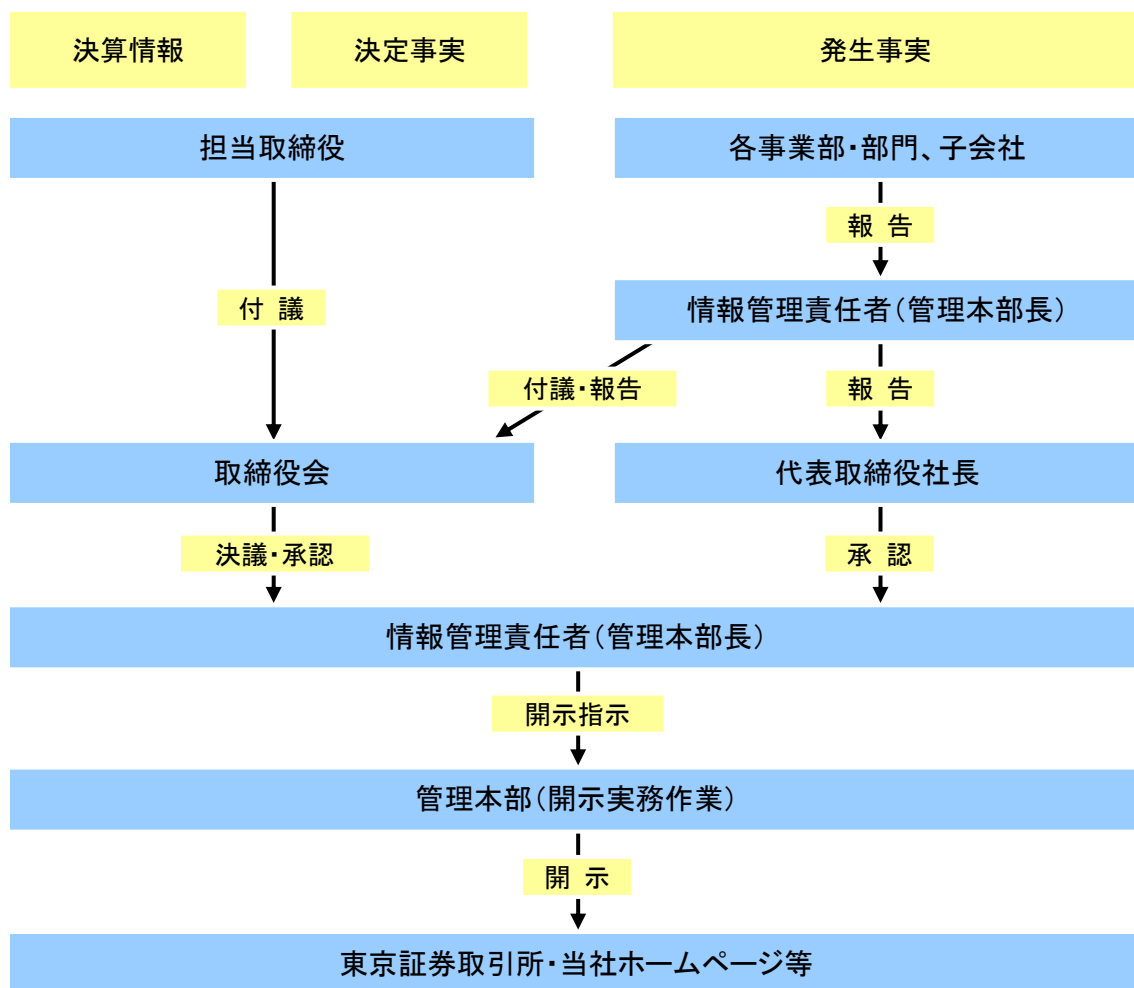 決算情報
決定事実
発生事実
担当取締役
各事業部・部門、子会社
報 告
情報管理責任者（管理本部長）
付 議
付議・報告
報 告
取締役会
代表取締役社長
決議・承認
承 認
情報管理責任者（管理本部長）
開示指示
管理本部（開示実務作業）
開 示
東京証券取引所・当社ホームページ等